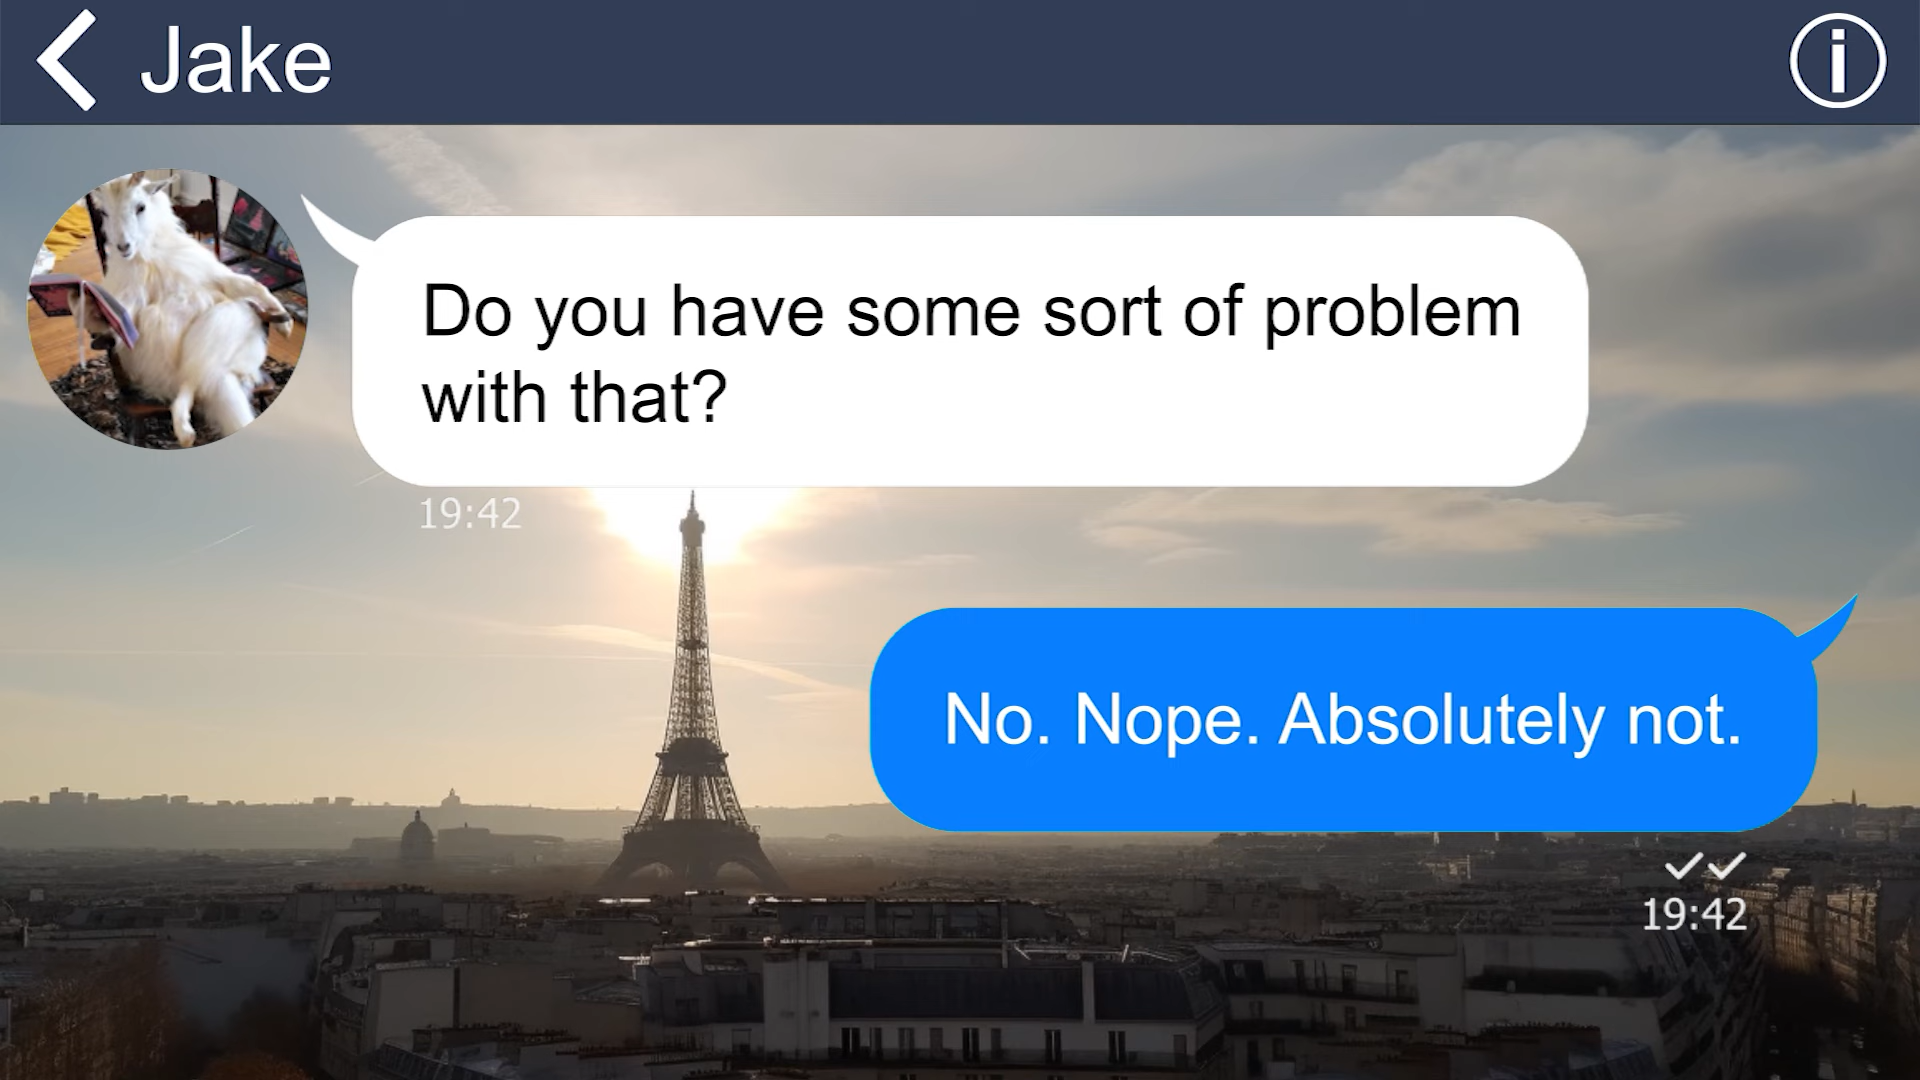 Jake
Do you have some sort of problem
with that?
19:42
No. Nope. Absolutely not.
19:42